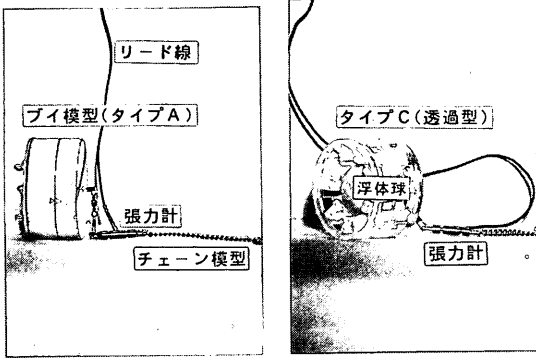 リード線
ブイ模型(タイプA)
張力計
チェーン模型
タイプC(透過型)
浮体球
張力計